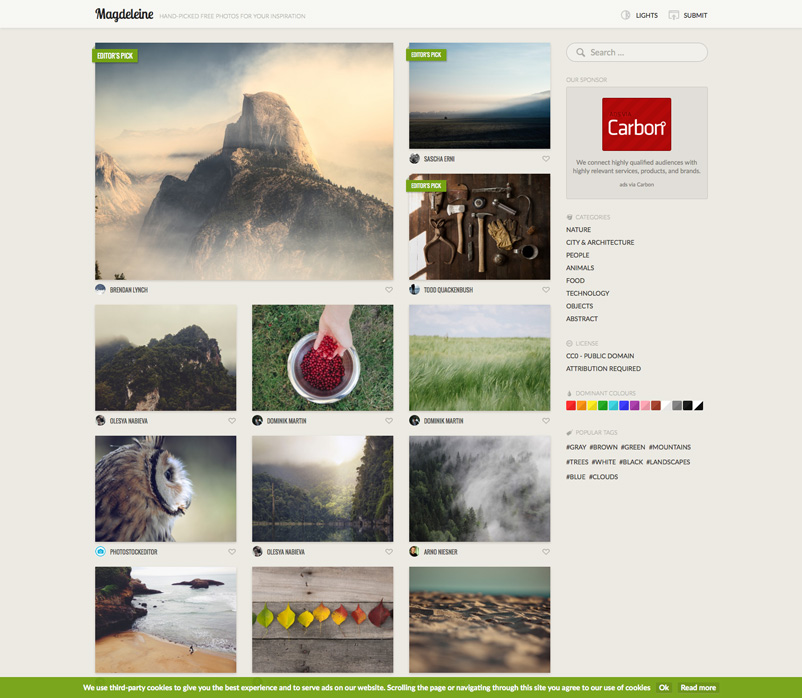 Magdeleine
HAND-PICKED FREE PHOTOS FOR YOUR INSPIRATION
LIGHTS
SUBMIT
EDITOR'S PICK
BRENDAN LYNCH
EDITOR'S PICK
SASCHA ERNI
EDITOR'S PICK
TODD QUACKENBUSH
OLESYA NABIEVA
DOMINIK MARTIN
DOMINIK MARTIN
PHOTOSTOCKEDITOR
OLESYA NABIEVA
ARNO NIESNER
Search ...
OUR SPONSOR
Carbon
We connect highly qualified audiences with
highly relevant services, products, and brands.
ads via Carbon
CATEGORIES
NATURE
CITY & ARCHITECTURE
PEOPLE
ANIMALS
FOOD
TECHNOLOGY
OBJECTS
ABSTRACT
LICENSE
CC0 - PUBLIC DOMAIN
ATTRIBUTION REQUIRED
DOMINANT COLOURS
POPULAR TAGS
#GRAY #BROWN #GREEN #MOUNTAINS
#TREES #WHITE #BLACK #LANDSCAPES
#BLUE #CLOUDS
We use third-party cookies to give you the best experience and to serve ads on our website. Scrolling the page or navigating through this site you agree to our use of cookies Ok Read more